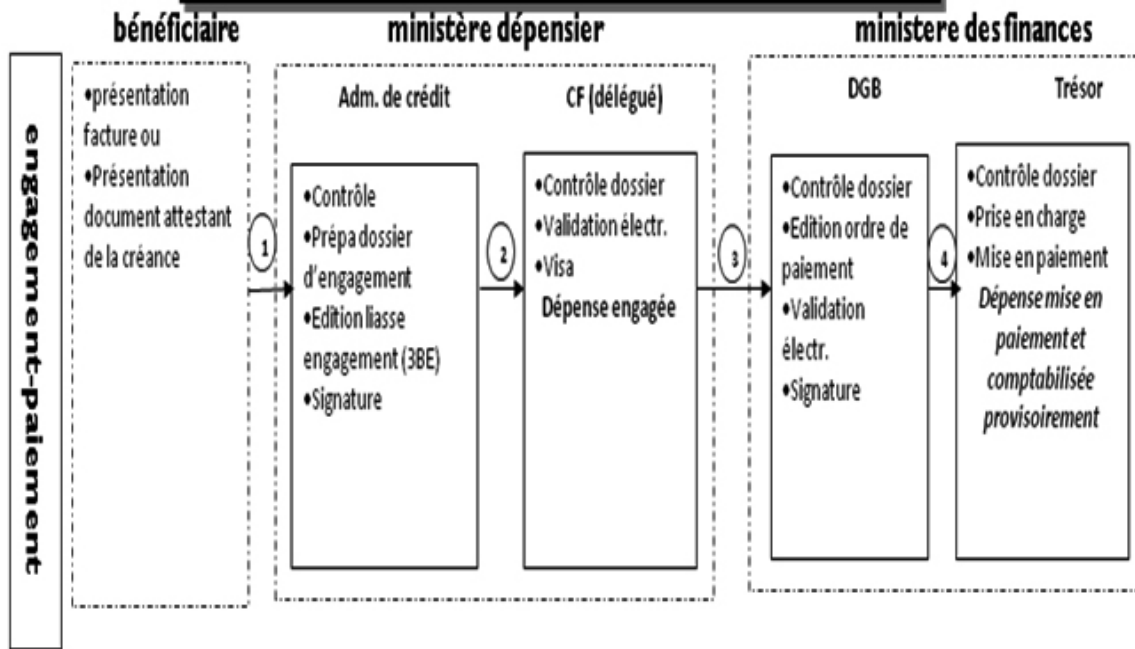 bénéficiaire
ministère dépensier
ministere des finances
engagement-paiement
•présentation
facture ou
•Présentation
document attestant
de la créance
1
Adm. de crédit
•Contrôle
•Prépa dossier
d'engagement
•Edition liasse
engagement (3BE)
•Signature
2
CF (délégué)
•Contrôle dossier
•Validation électr.
•Visa
Dépense engagée
3
DGB
•Contrôle dossier
•Edition ordre de
paiement
•Validation
électr.
•Signature
4
Trésor
•Contrôle dossier
•Prise en charge
•Mise en paiement
Dépense mise en
paiement et
comptabilisée
provisoirement